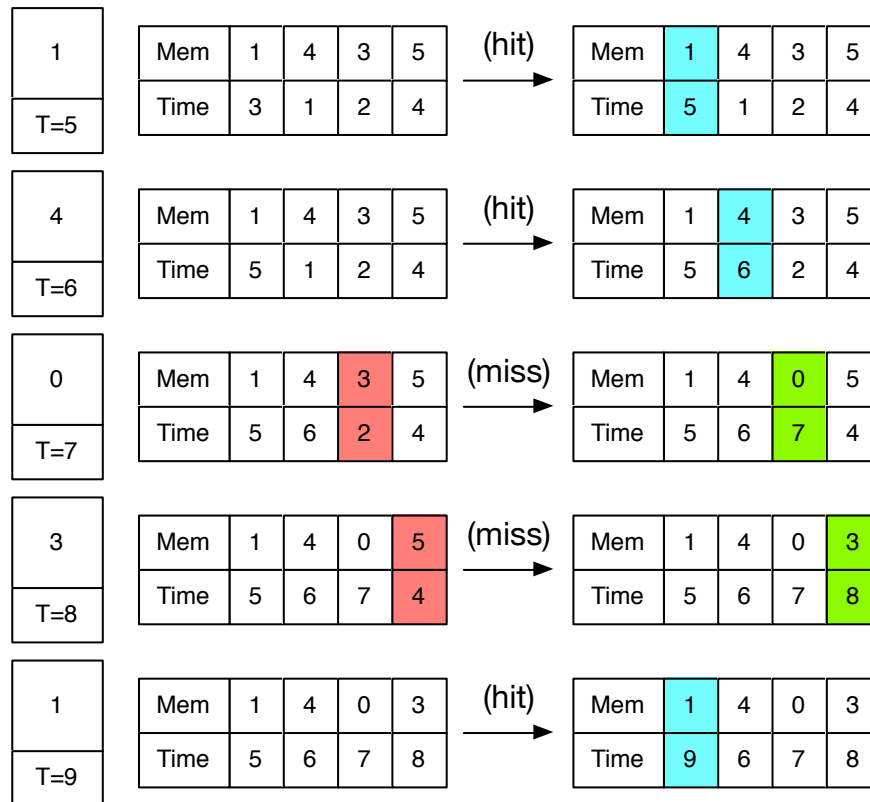 1
T=5
Mem 1 4 3 5
Time 3 1 2 4
(hit)
Mem 1 4 3 5
Time 5 1 2 4
4
T=6
Mem 1 4 3 5
Time 5 1 2 4
(hit)
Mem 1 4 3 5
Time 5 6 2 4
0
T=7
Mem 1 4 3 5
Time 5 6 2 4
(miss)
Mem 1 4 0 5
Time 5 6 7 4
3
T=8
Mem 1 4 0 5
Time 5 6 7 4
(miss)
Mem 1 4 0 3
Time 5 6 7 8
1
T=9
Mem 1 4 0 3
Time 5 6 7 8
(hit)
Mem 1 4 0 3
Time 9 6 7 8